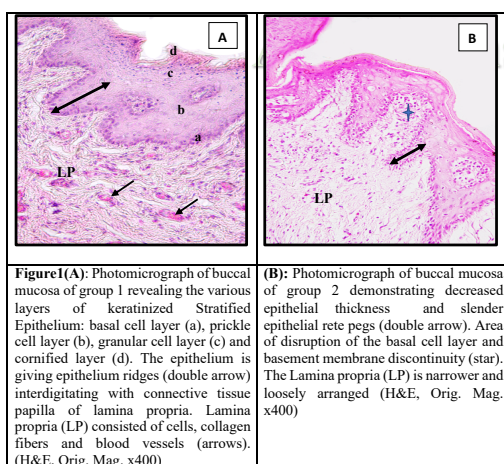 A
d
c
b
a
LP
B
LP
Figure1(A): Photomicrograph of buccal
mucosa of group 1 revealing the various
layers of keratinized Stratified
Epithelium: basal cell layer (a), prickle
cell layer (b), granular cell layer (c) and
cornified layer (d). The epithelium is
giving epithelium ridges (double arrow)
interdigitating with connective tissue
papilla of lamina propria. Lamina
propria (LP) consisted of cells, collagen
fibers and blood vessels (arrows).
(H&E, Orig. Mag. x400)
(B): Photomicrograph of buccal mucosa
of group 2 demonstrating decreased
epithelial thickness and slender
epithelial rete pegs (double arrow). Area
of disruption of the basal cell layer and
basement membrane discontinuity (star).
The Lamina propria (LP) is narrower and
loosely arranged (H&E, Orig. Mag.
x400)